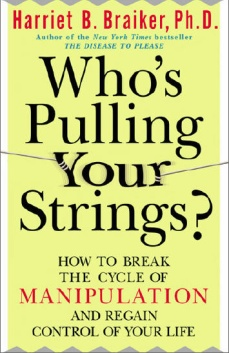 Harriet B. Braiker, Ph.D.
Author of the New York Times bestseller
THE DISEASE TO PLEASE
Who's
Pulling
Your
Strings?
HOW TO BREAK
THE CYCLE OF
MANIPULATION
AND REGAIN
CONTROL OF YOUR LIFE